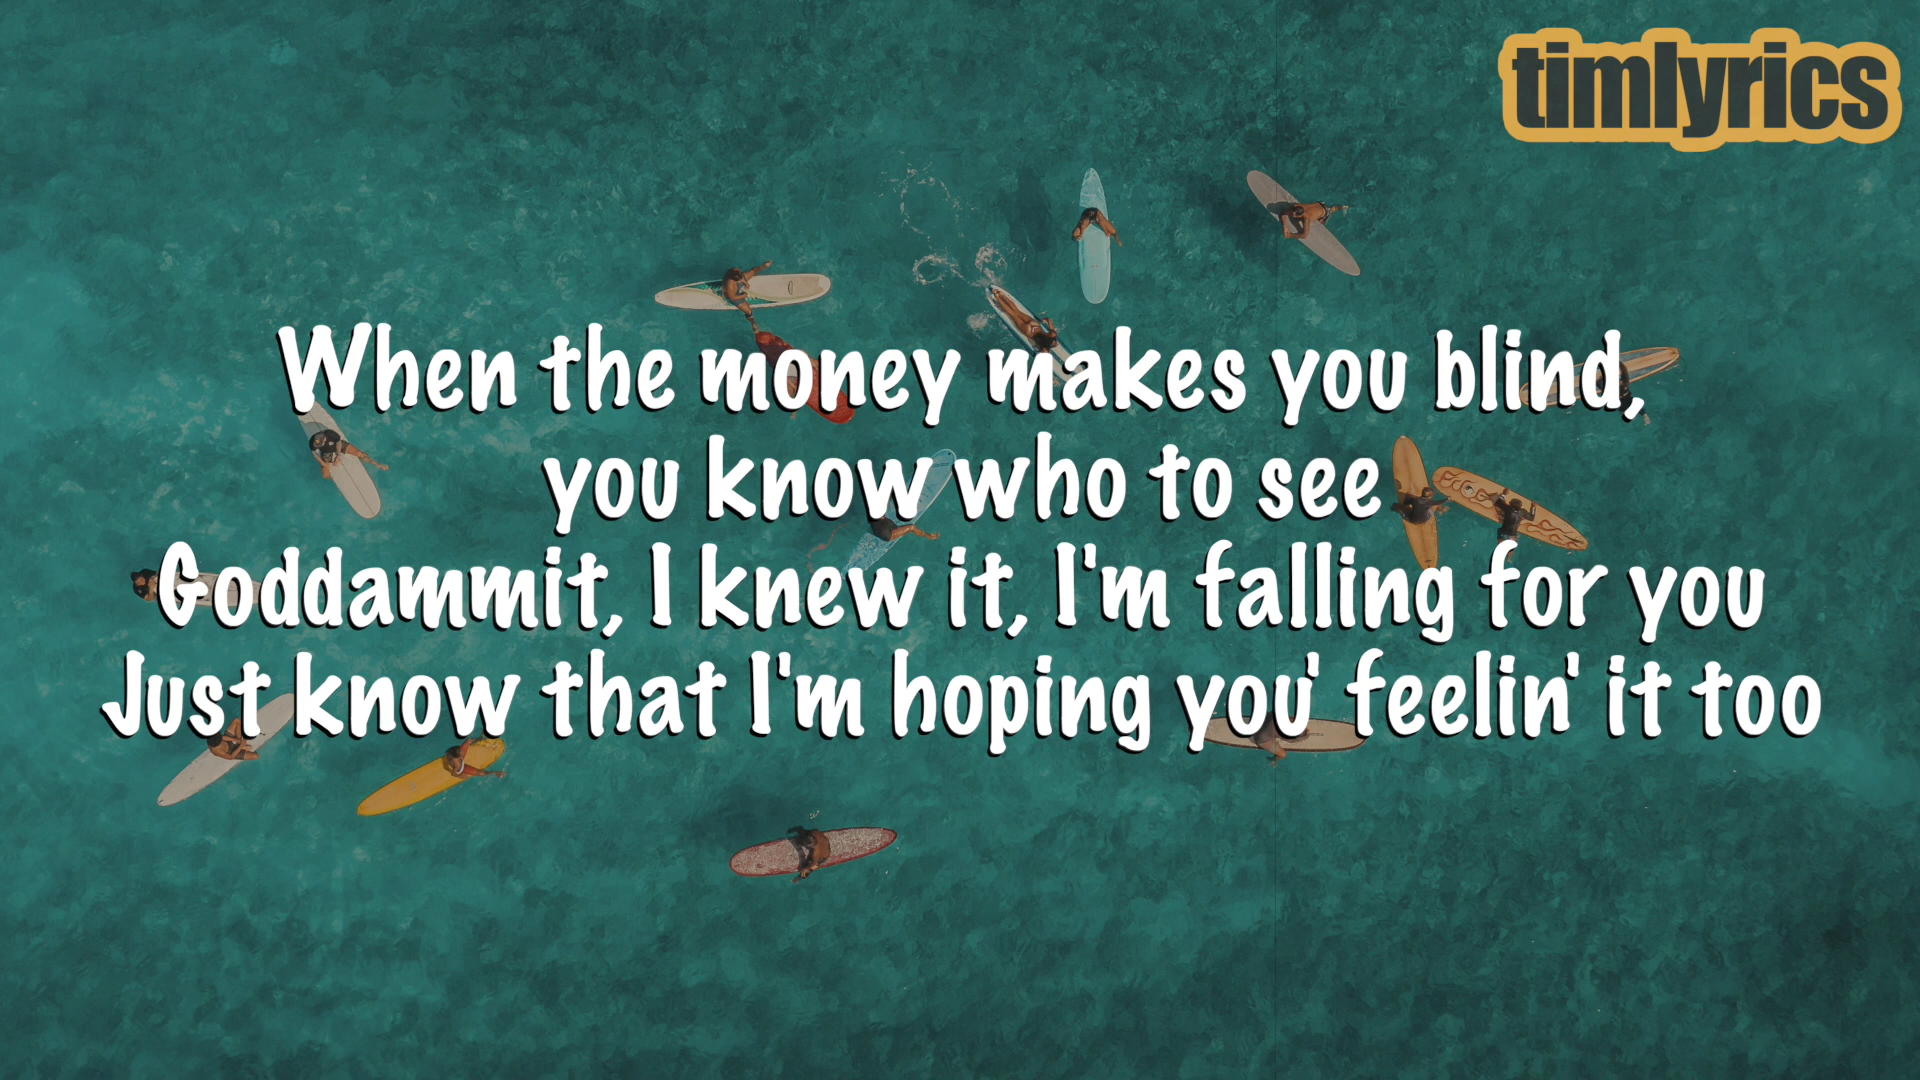 timlyrics
When the money makes you blind,
you know who to see
Goddammit, I knew it, I'm falling for you
Just know that I'm hoping you' feelin' it too